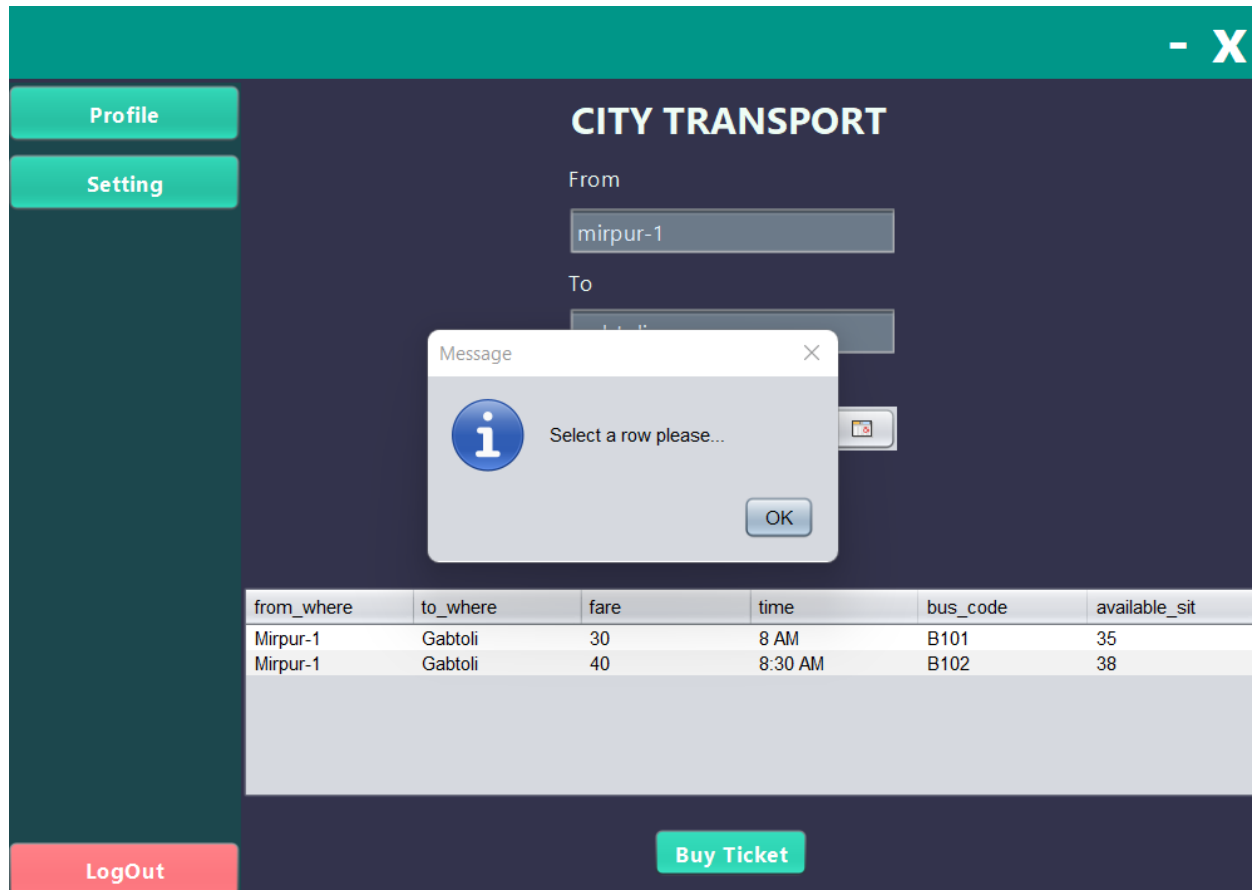 - X
Profile
Setting
CITY TRANSPORT
From
mirpur-1
To
Message
Select a row please...
OK
from_where to_where fare time bus_code available_sit
Mirpur-1 Gabtoli 30 8 AM B101 35
Mirpur-1 Gabtoli 40 8:30 AM B102 38
Buy Ticket
LogOut